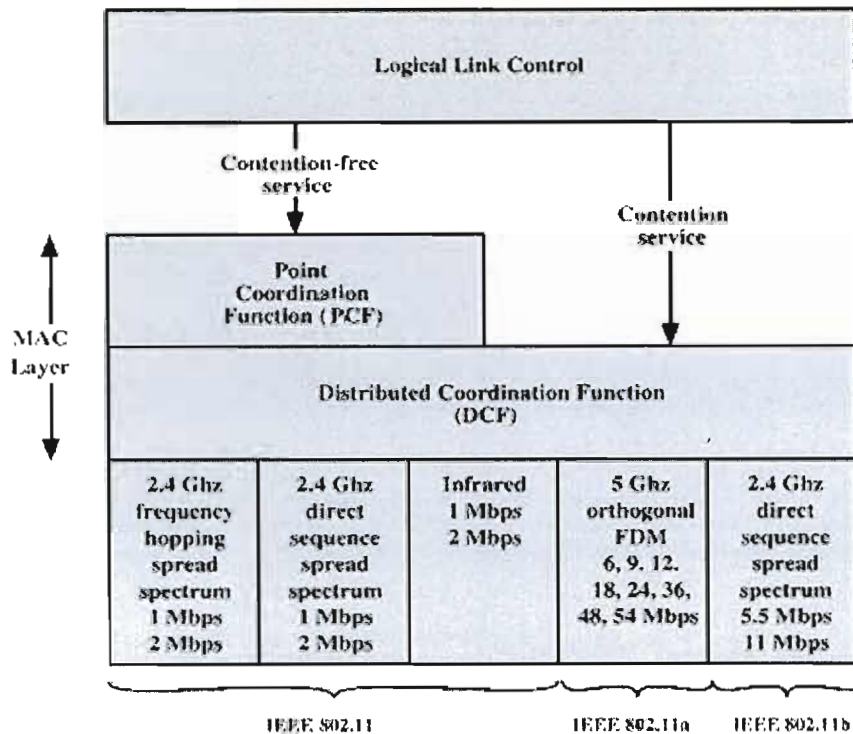 Logical Link Control
Contention-free
service
Contention
service
Point
Coordination
Function (PCF)
MAC
Layer
Distributed Coordination Function
(DCF)
2.4 Ghz
frequency
hopping
spread
spectrum
1 Mbps
2 Mbps
2.4 Ghz
direct
sequence
spread
spectrum
1 Mbps
2 Mbps
Infrared
1 Mbps
2 Mbps
5 Ghz
orthogonal
FDM
6, 9, 12.
18, 24, 36,
48, 54 Mbps
2.4 Ghz
direct
sequence
spread
spectrum
5.5 Mbps
11 Mbps
IEEE 802.11
IEEE 802.11a
IEEE 802.11b